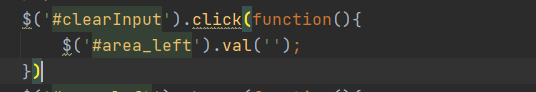 $('#clearInput').click(function(){
    $('#area_left').val('');
})